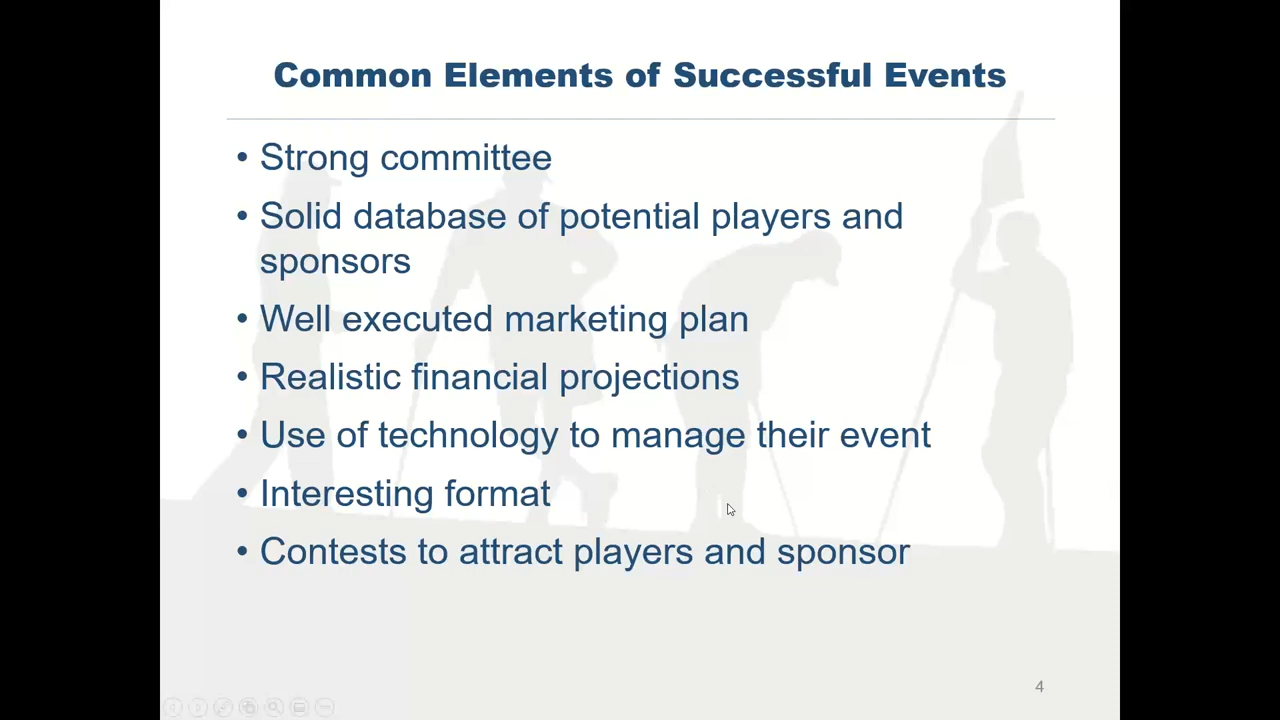 Common Elements of Successful Events
• Strong committee
• Solid database of potential players and
sponsors
• Well executed marketing plan
• Realistic financial projections
• Use of technology to manage their event
• Interesting format
• Contests to attract players and sponsor
4